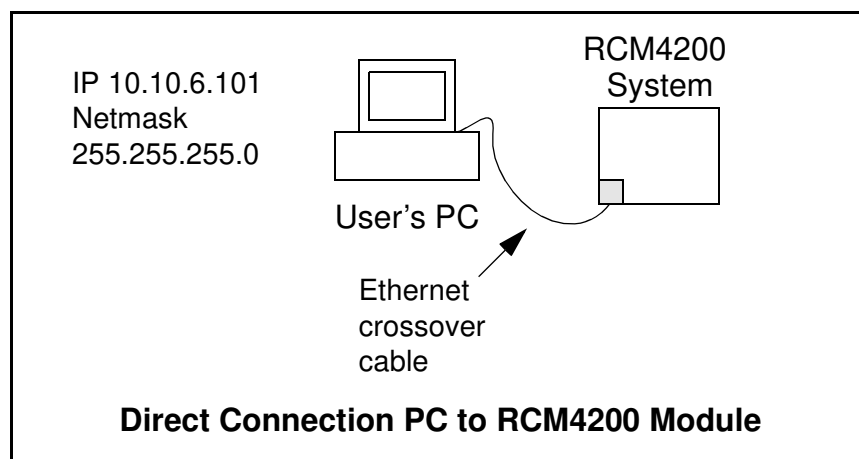 IP 10.10.6.101
Netmask
255.255.255.0
RCM4200
System
User's PC
Ethernet
crossover
cable
Direct Connection PC to RCM4200 Module